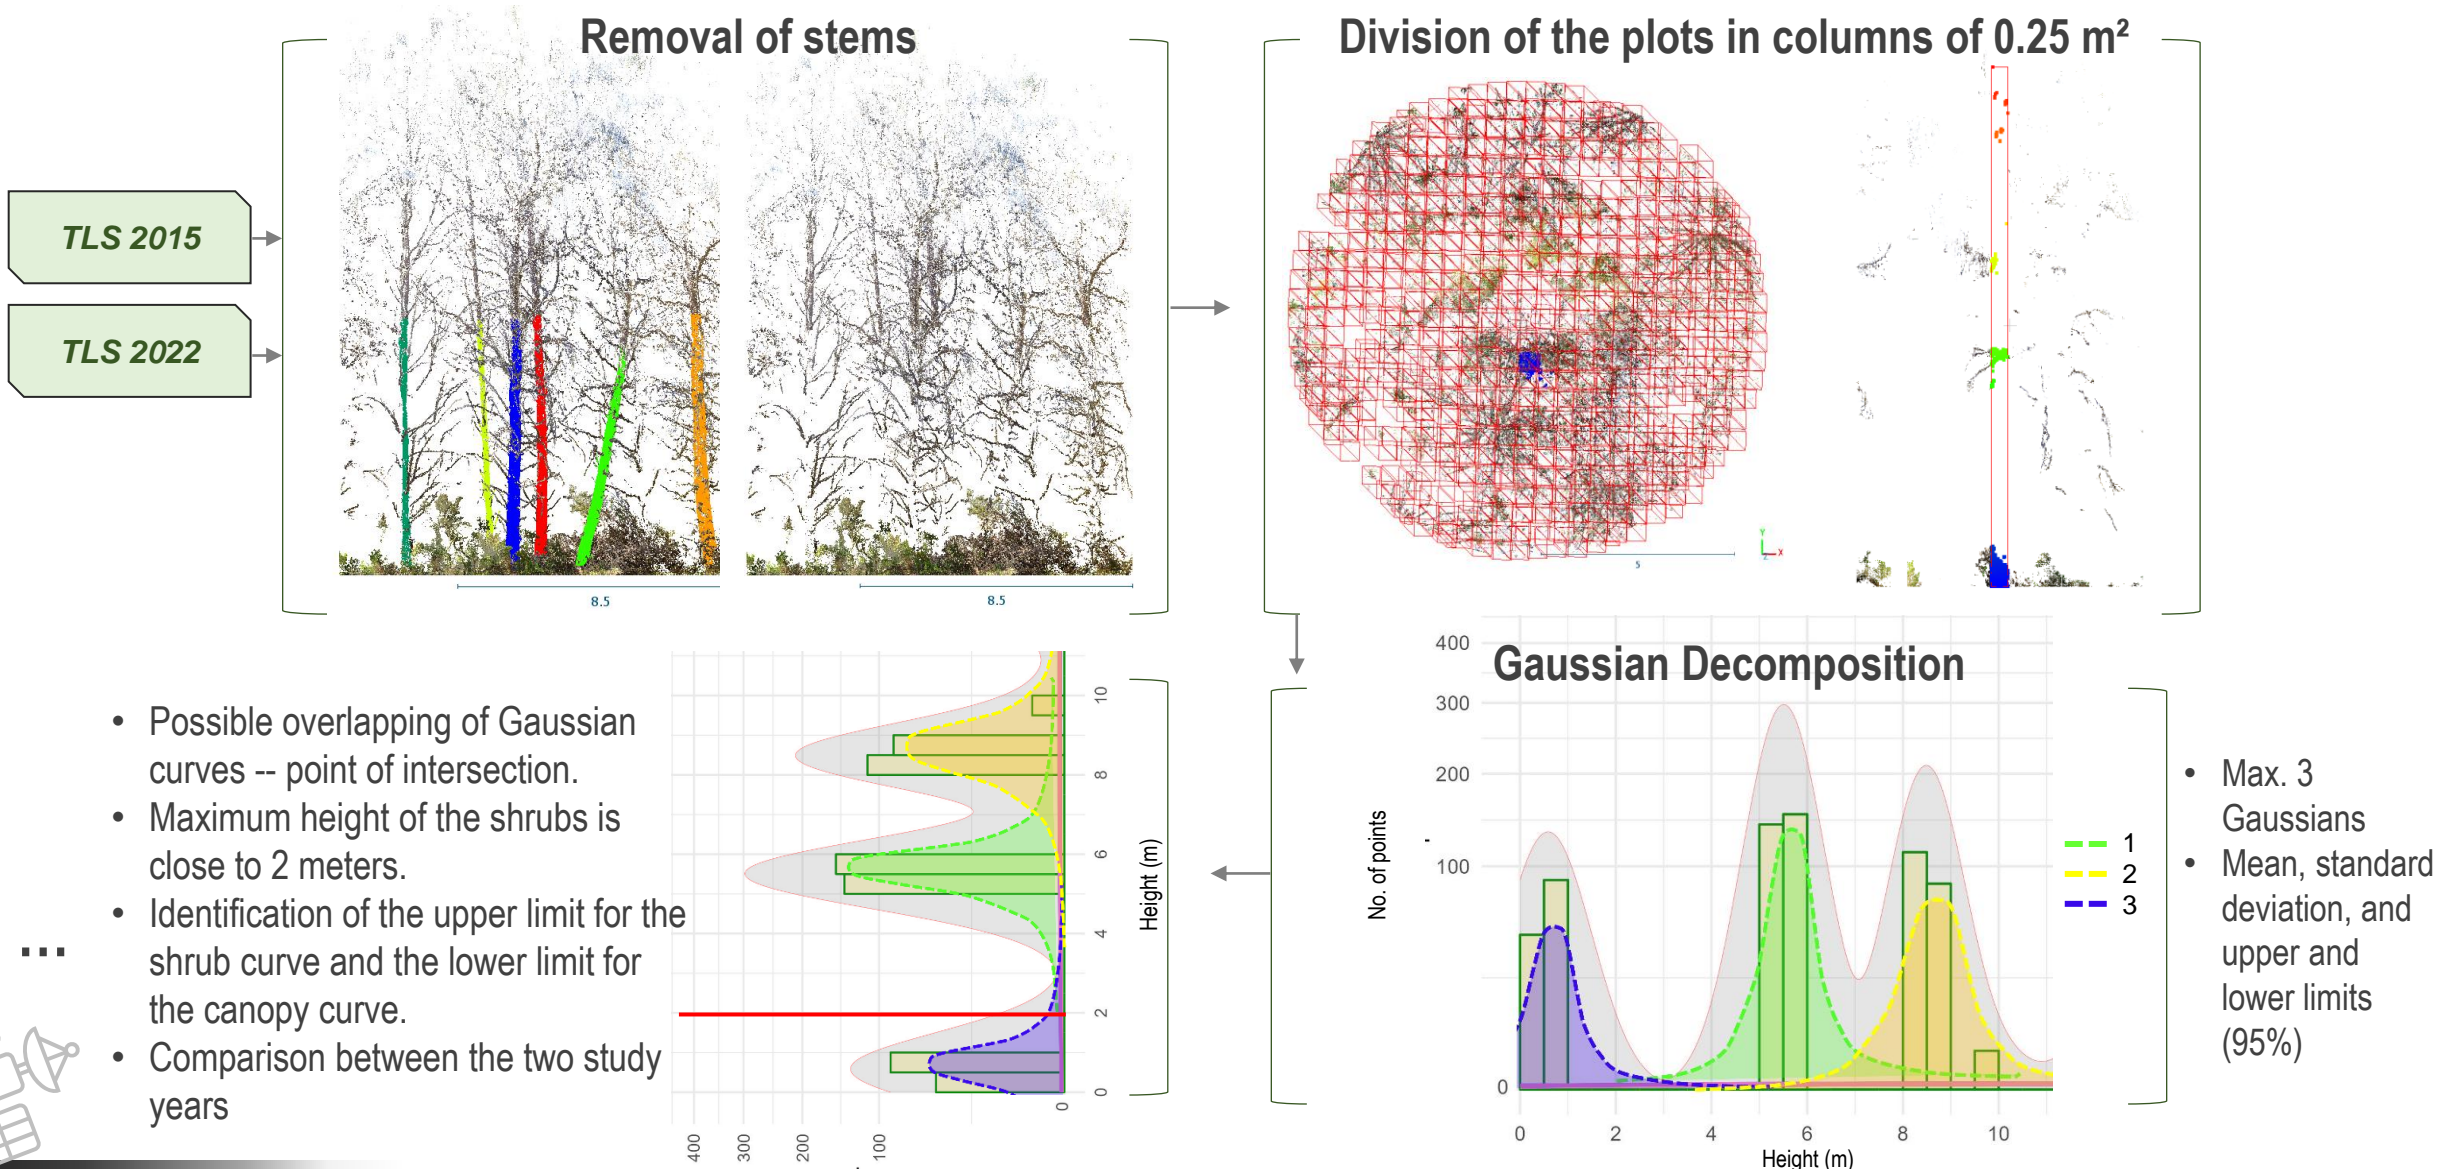 Removal of stems
Division of the plots in columns of 0.25 m²
TLS 2015
TLS 2022
8.5
8.5
Y
X
5
• Possible overlapping of Gaussian
curves -- point of intersection.
• Maximum height of the shrubs is
close to 2 meters.
• Identification of the upper limit for the
shrub curve and the lower limit for
the canopy curve.
• Comparison between the two study
years
...
10
8
6
4
2
0
Height (m)
400
300
200
100
0
Gaussian Decomposition
400
300
200
100
0
No. of points
0 2 4 6 8 10
Height (m)
1
2
3
• Max. 3
Gaussians
• Mean, standard
deviation, and
upper and
lower limits
(95%)